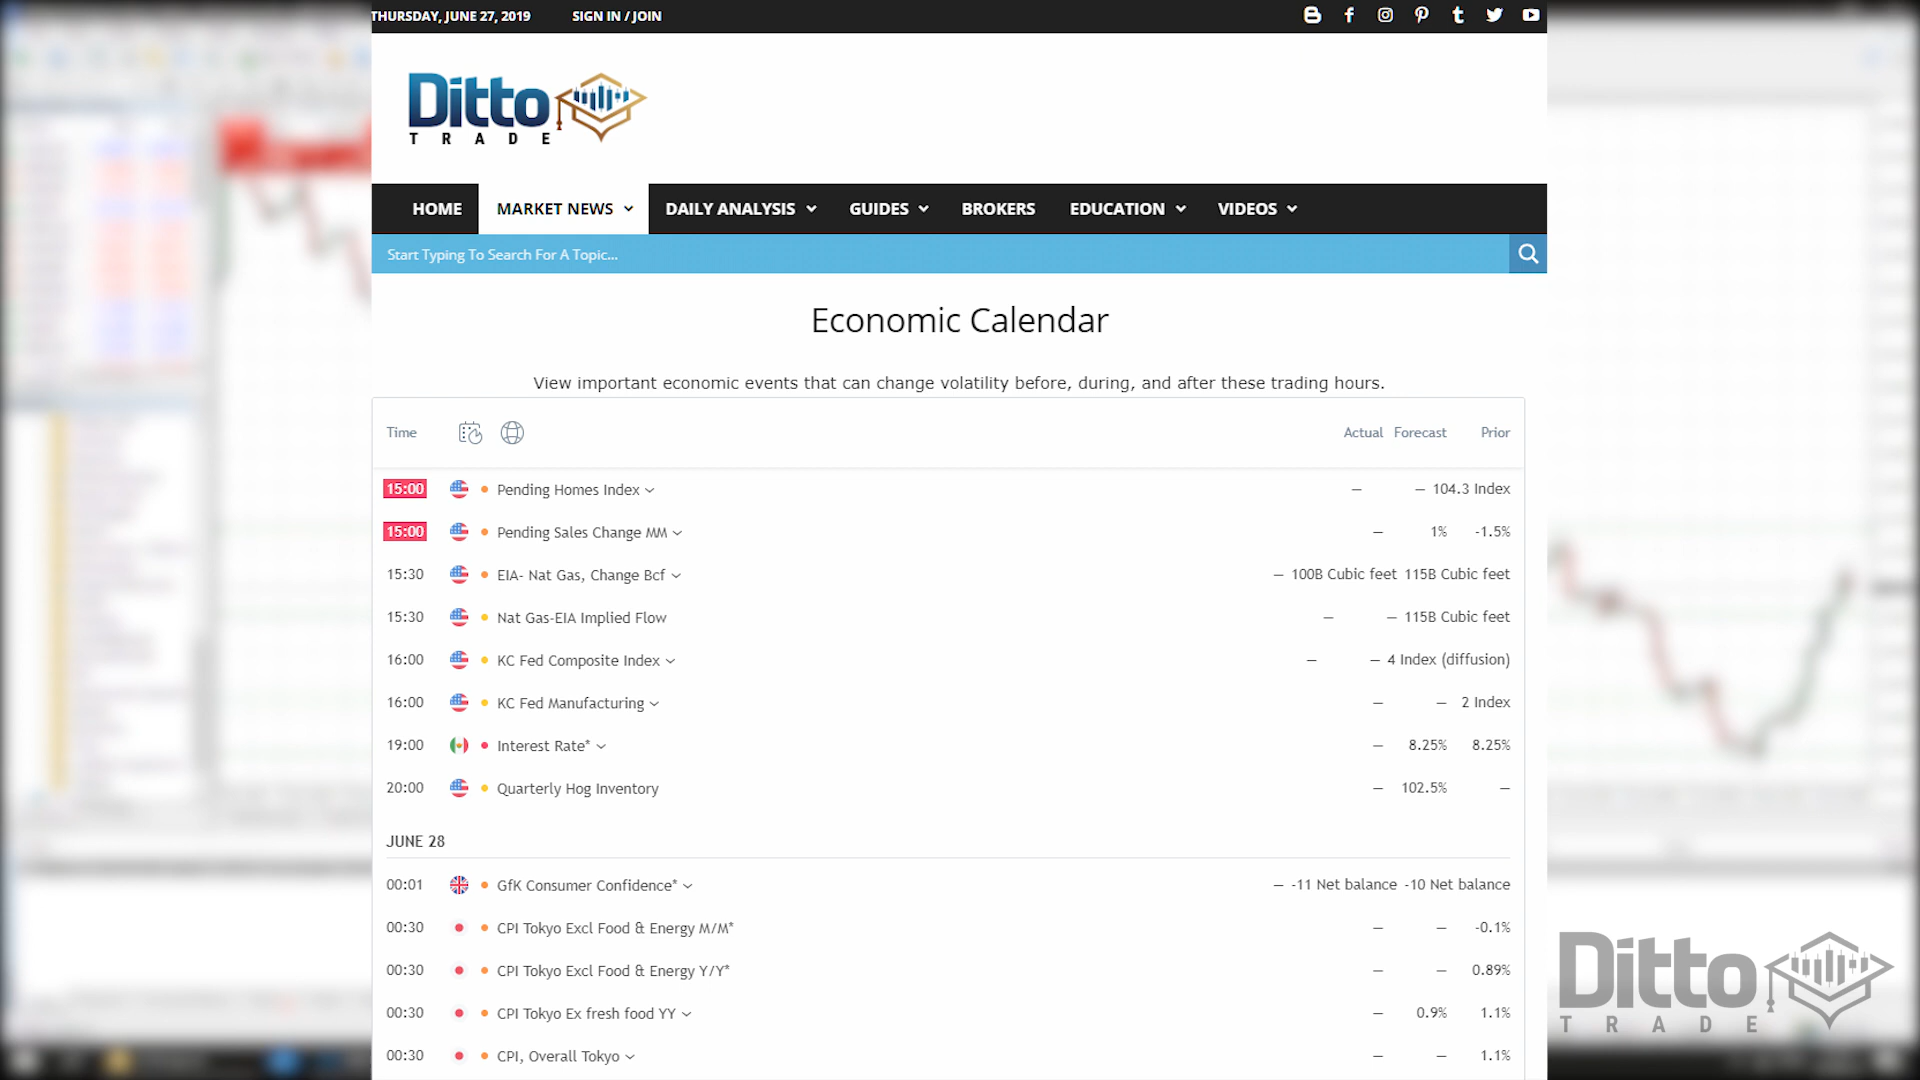 THURSDAY, JUNE 27, 2019 SIGN IN / JOIN
Ditto
TRADE
HOME MARKET NEWS DAILY ANALYSIS GUIDES BROKERS EDUCATION VIDEOS
Start Typing To Search For A Topic...
Economic Calendar
View important economic events that can change volatility before, during, and after these trading hours.
Time Actual Forecast Prior
15:00 Pending Homes Index — — 104.3 Index
15:00 Pending Sales Change MM — 1% -1.5%
15:30 EIA- Nat Gas, Change Bcf — 100B Cubic feet 115B Cubic feet
15:30 Nat Gas-EIA Implied Flow — — 115B Cubic feet
16:00 KC Fed Composite Index — — 4 Index (diffusion)
16:00 KC Fed Manufacturing — — 2 Index
19:00 Interest Rate* — 8.25% 8.25%
20:00 Quarterly Hog Inventory — 102.5% —
JUNE 28
00:01 GfK Consumer Confidence* — -11 Net balance -10 Net balance
00:30 CPI Tokyo Excl Food & Energy M/M* — — -0.1%
00:30 CPI Tokyo Excl Food & Energy Y/Y* — — 0.89%
00:30 CPI Tokyo Ex fresh food YY — 0.9% 1.1%
00:30 CPI, Overall Tokyo — — 1.1%
Ditto
TRADE